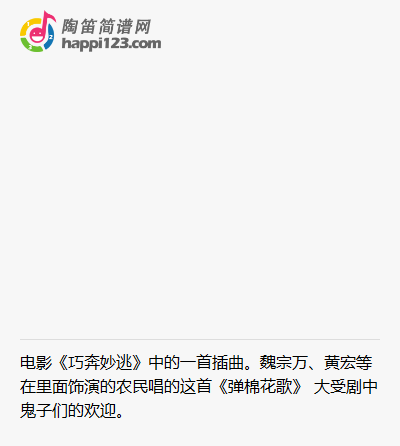 陶笛简谱网
happi123.com
电影《巧奔妙逃》中的一首插曲。魏宗万、黄宏等
在里面饰演的农民唱的这首《弹棉花歌》 大受剧中
鬼子们的欢迎。